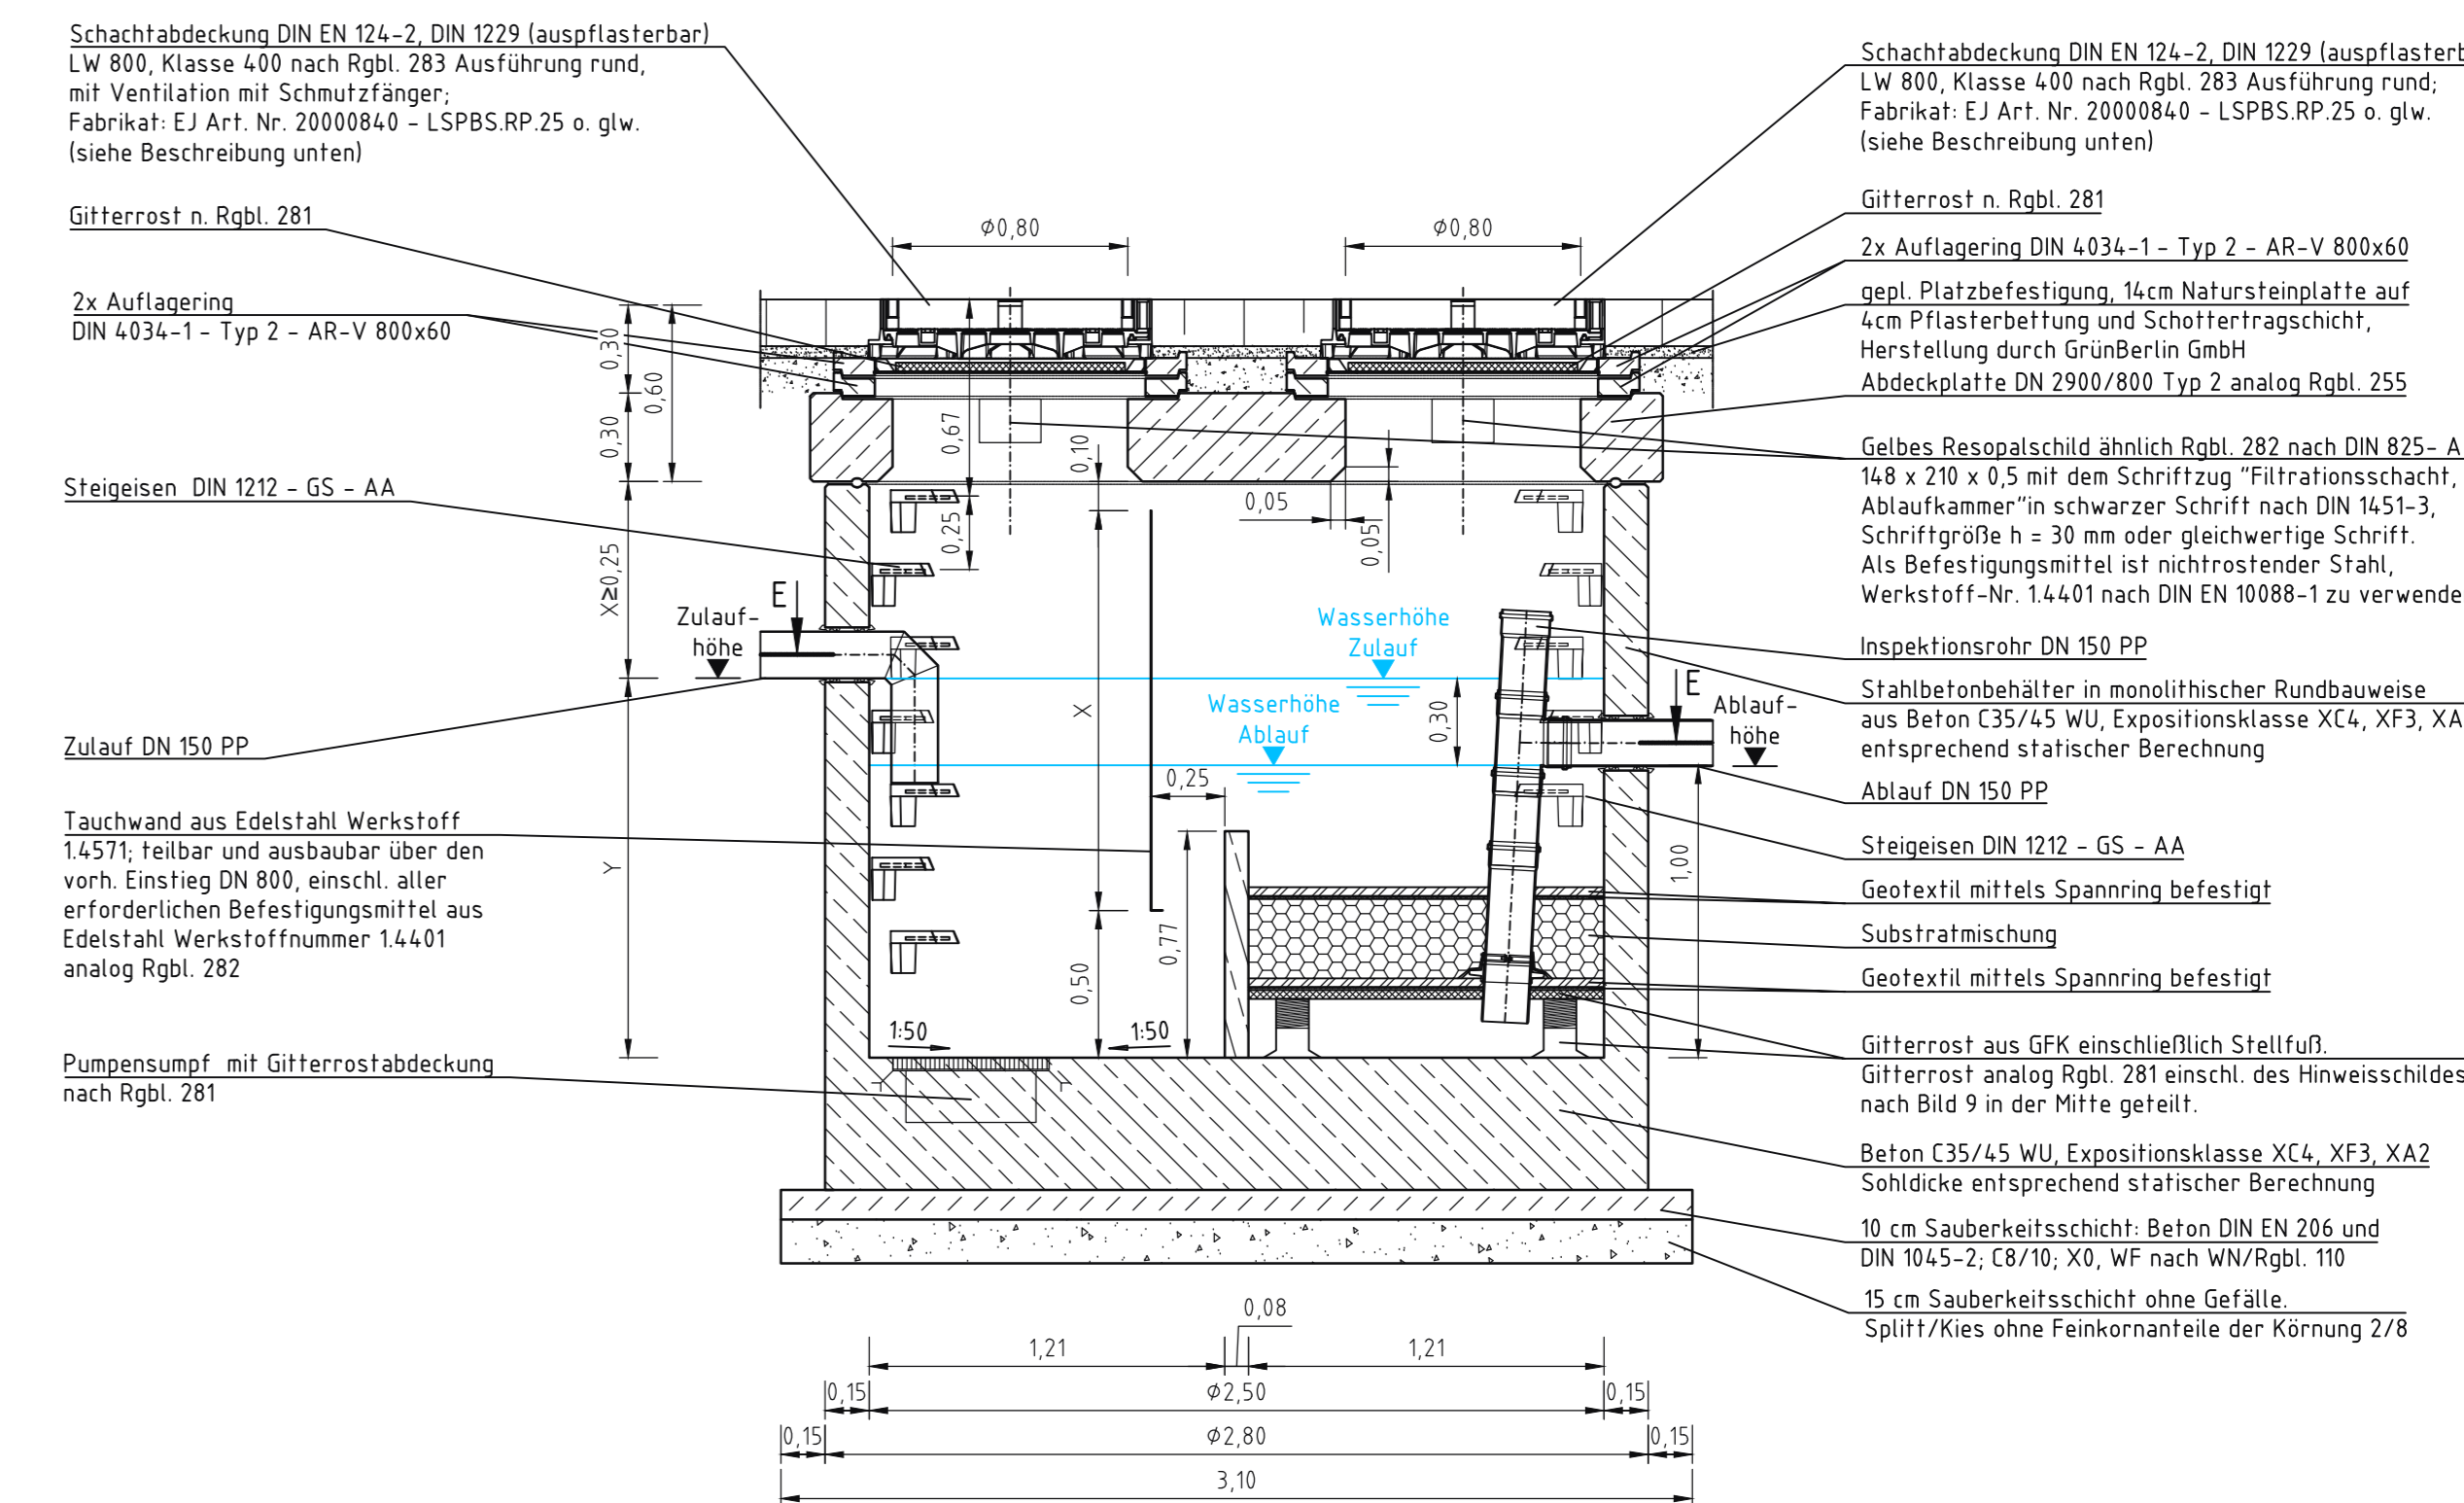 Schachtabdeckung DIN EN 124-2, DIN 1229 (auspflasterbar)
LW 800, Klasse 400 nach Rgbl. 283 Ausführung rund,
mit Ventilation mit Schmutzfänger;
Fabrikat: EJ Art. Nr. 20000840 - LSPBS.RP.25 o. glw.
(siehe Beschreibung unten)
Gitterrost n. Rgbl. 281
2x Auflagering
DIN 4034-1 - Typ 2 - AR-V 800x60
Steigeisen DIN 1212 - GS - AA
Zulauf DN 150 PP
Tauchwand aus Edelstahl Werkstoff
1.4571; teilbar und ausbaubar über den
vorh. Einstieg DN 800, einschl. aller
erforderlichen Befestigungsmittel aus
Edelstahl Werkstoffnummer 1.4401
analog Rgbl. 282
Pumpensumpf mit Gitterrostabdeckung
nach Rgbl. 281
ø0,80
ø0,80
0,30
0,60
0,30
0,67
0,10
0,25
0,05
0,05
X≥0,25
E
Zulauf-
höhe
Wasserhöhe
Zulauf
Wasserhöhe
Ablauf
0,30
X
E
Ablauf-
höhe
0,25
Y
1,00
0,77
0,50
1:50
1:50
0,08
1,21
1,21
0,15
ø2,50
0,15
0,15
ø2,80
0,15
3,10
Schachtabdeckung DIN EN 124-2, DIN 1229 (auspflasterb
LW 800, Klasse 400 nach Rgbl. 283 Ausführung rund;
Fabrikat: EJ Art. Nr. 20000840 - LSPBS.RP.25 o. glw.
(siehe Beschreibung unten)
Gitterrost n. Rgbl. 281
2x Auflagering DIN 4034-1 - Typ 2 - AR-V 800x60
gepl. Platzbefestigung, 14cm Natursteinplatte auf
4cm Pflasterbettung und Schottertragschicht,
Herstellung durch GrünBerlin GmbH
Abdeckplatte DN 2900/800 Typ 2 analog Rgbl. 255
Gelbes Resopalschild ähnlich Rgbl. 282 nach DIN 825- A
148 x 210 x 0,5 mit dem Schriftzug "Filtrationsschacht,
Ablaufkammer"in schwarzer Schrift nach DIN 1451-3,
Schriftgröße h = 30 mm oder gleichwertige Schrift.
Als Befestigungsmittel ist nichtrostender Stahl,
Werkstoff-Nr. 1.4401 nach DIN EN 10088-1 zu verwende
Inspektionsrohr DN 150 PP
Stahlbetonbehälter in monolithischer Rundbauweise
aus Beton C35/45 WU, Expositionsklasse XC4, XF3, XA
entsprechend statischer Berechnung
Ablauf DN 150 PP
Steigeisen DIN 1212 - GS - AA
Geotextil mittels Spannring befestigt
Substratmischung
Geotextil mittels Spannring befestigt
Gitterrost aus GFK einschließlich Stellfuß.
Gitterrost analog Rgbl. 281 einschl. des Hinweisschildes
nach Bild 9 in der Mitte geteilt.
Beton C35/45 WU, Expositionsklasse XC4, XF3, XA2
Sohldicke entsprechend statischer Berechnung
10 cm Sauberkeitsschicht: Beton DIN EN 206 und
DIN 1045-2; C8/10; X0, WF nach WN/Rgbl. 110
15 cm Sauberkeitsschicht ohne Gefälle.
Splitt/Kies ohne Feinkornanteile der Körnung 2/8